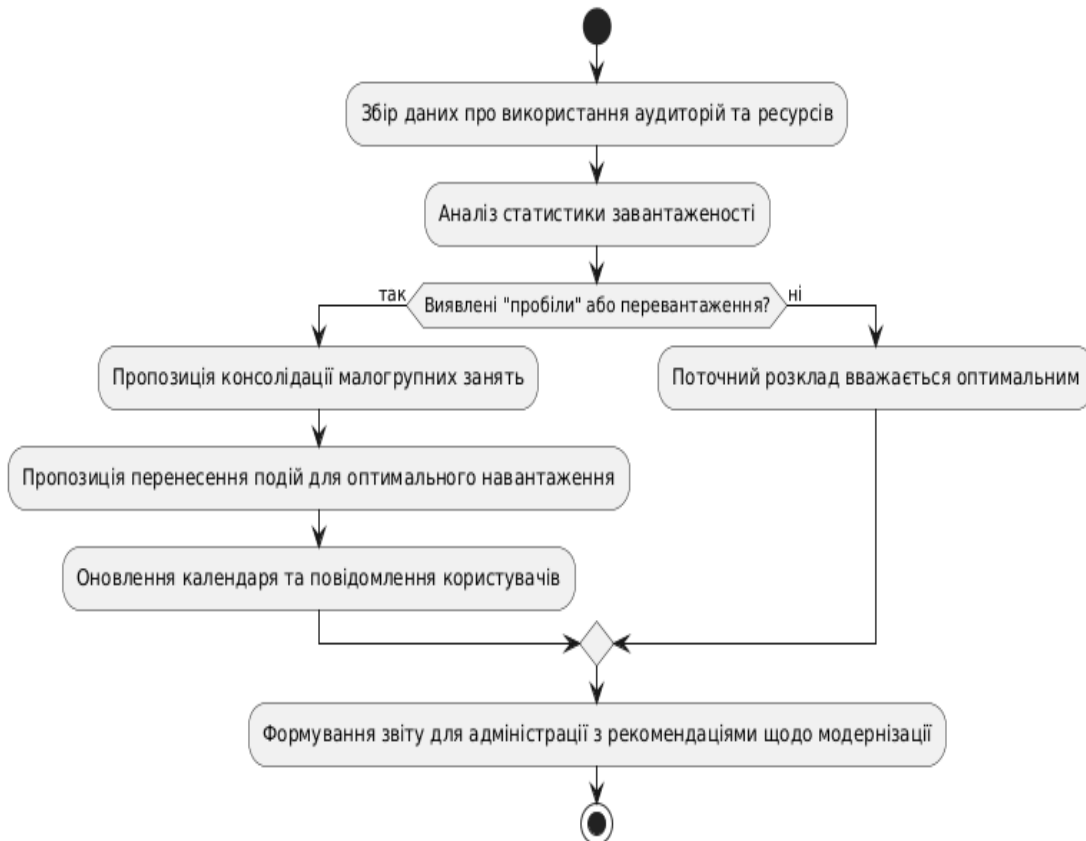 Збір даних про використання аудиторій та ресурсів
Аналіз статистики завантаженості
так
Виявлені "пробіли" або перевантаження?
ні
Пропозиція консолідації малогрупних занять
Поточний розклад вважається оптимальним
Пропозиція перенесення подій для оптимального навантаження
Оновлення календаря та повідомлення користувачів
Формування звіту для адміністрації з рекомендаціями щодо модернізації